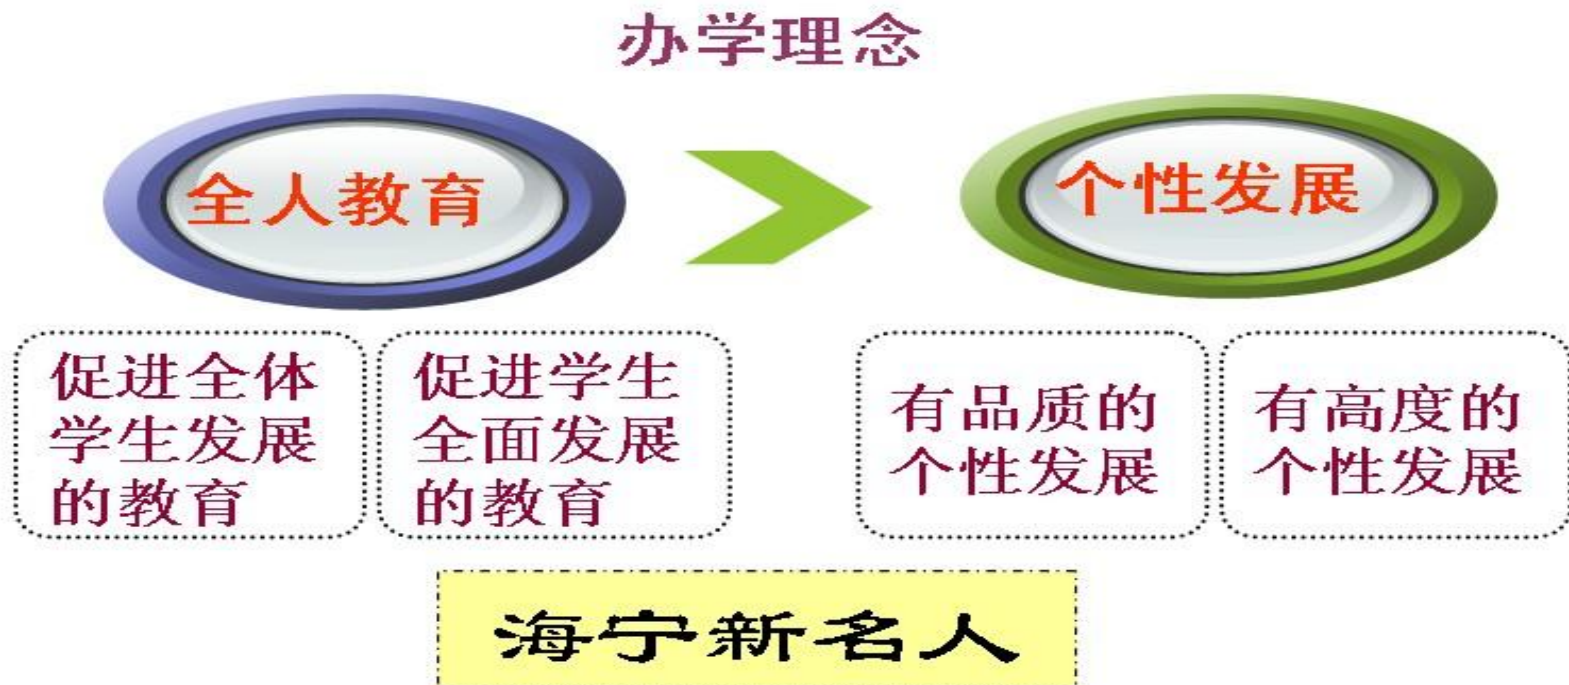 办学理念
全人教育
个性发展
促进全体
学生发展
的教育
促进学生
全面发展
的教育
有品质的
个性发展
有高度的
个性发展
海宁新名人